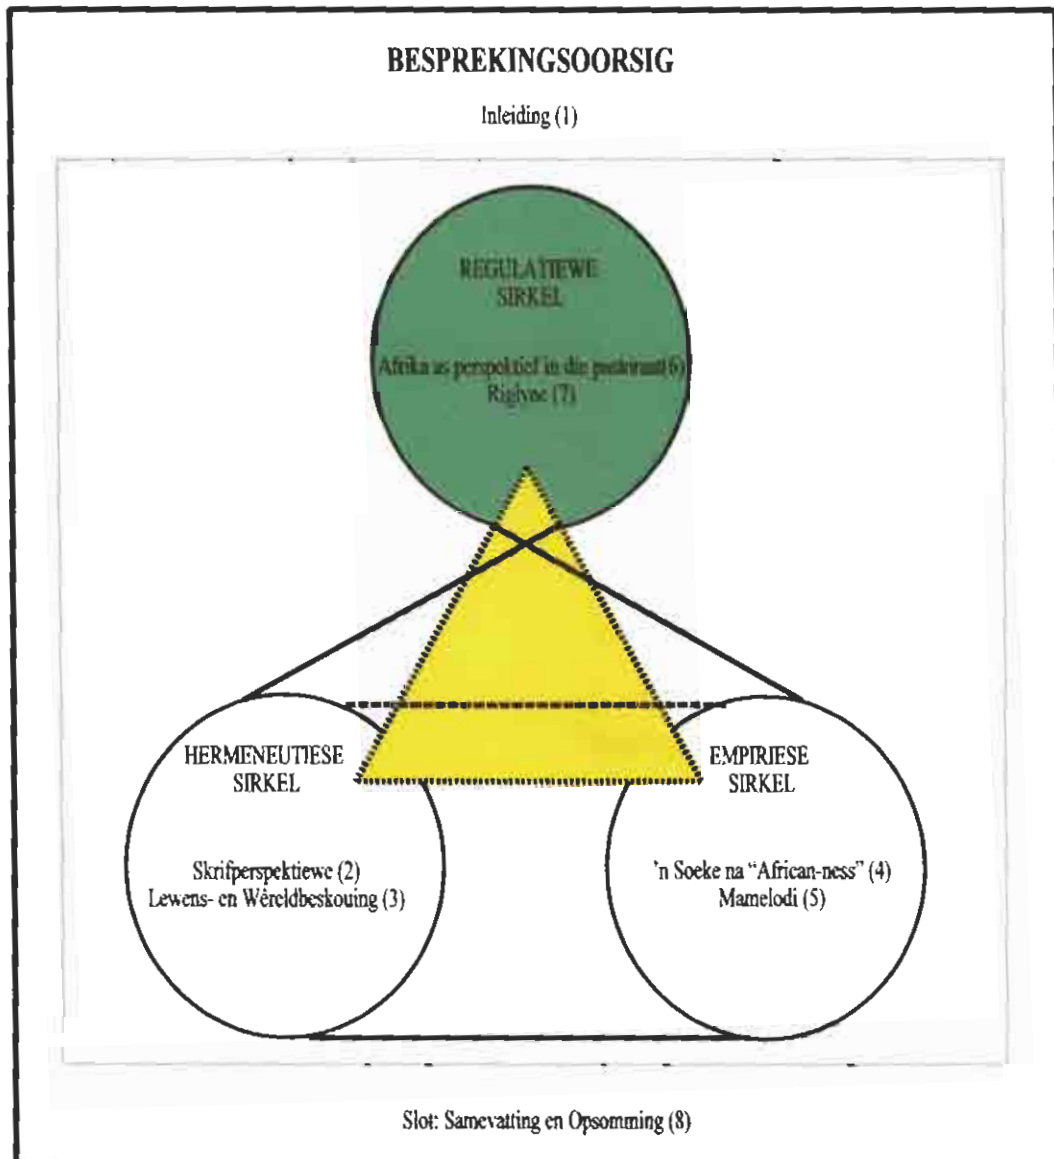 BESPREKINGSOORSIG
Inleiding (1)
REGULATIEWE
SIRKEL
Afrika as perspektief in die pastoraat(6)
Riglyne (7)
HERMENEUTIESE
SIRKEL
Skrifperspektiewe (2)
Lewens- en Wêreldbeskouing (3)
EMPIRIESE
SIRKEL
'n Soeke na “African-ness” (4)
Mamelodi (5)
Slot: Samevatting en Opsomming (8)